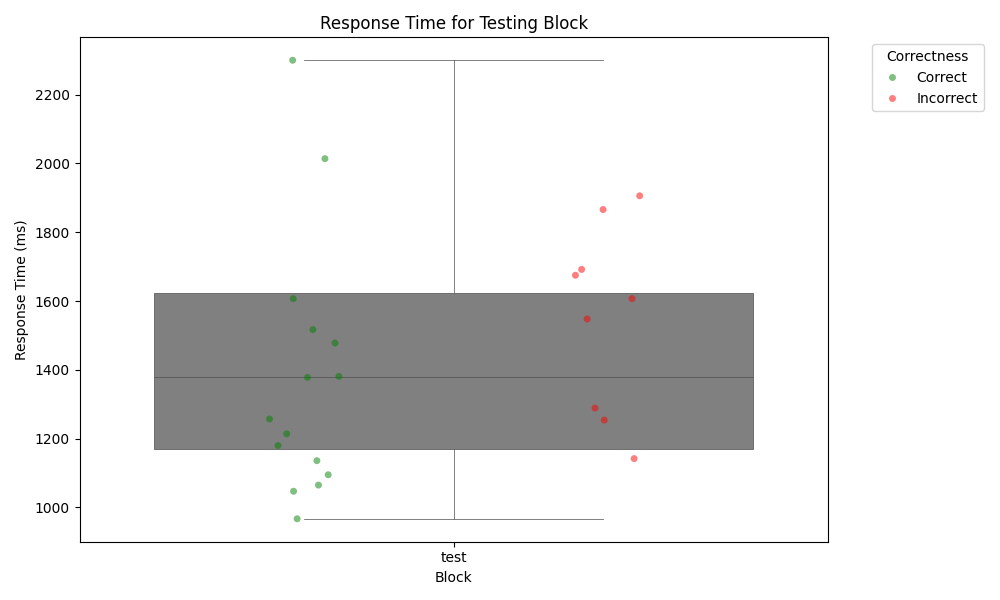 Response Time for Testing Block
Correctness
Correct
Incorrect
Response Time (ms)
2200
2000
1800
1600
1400
1200
1000
test
Block